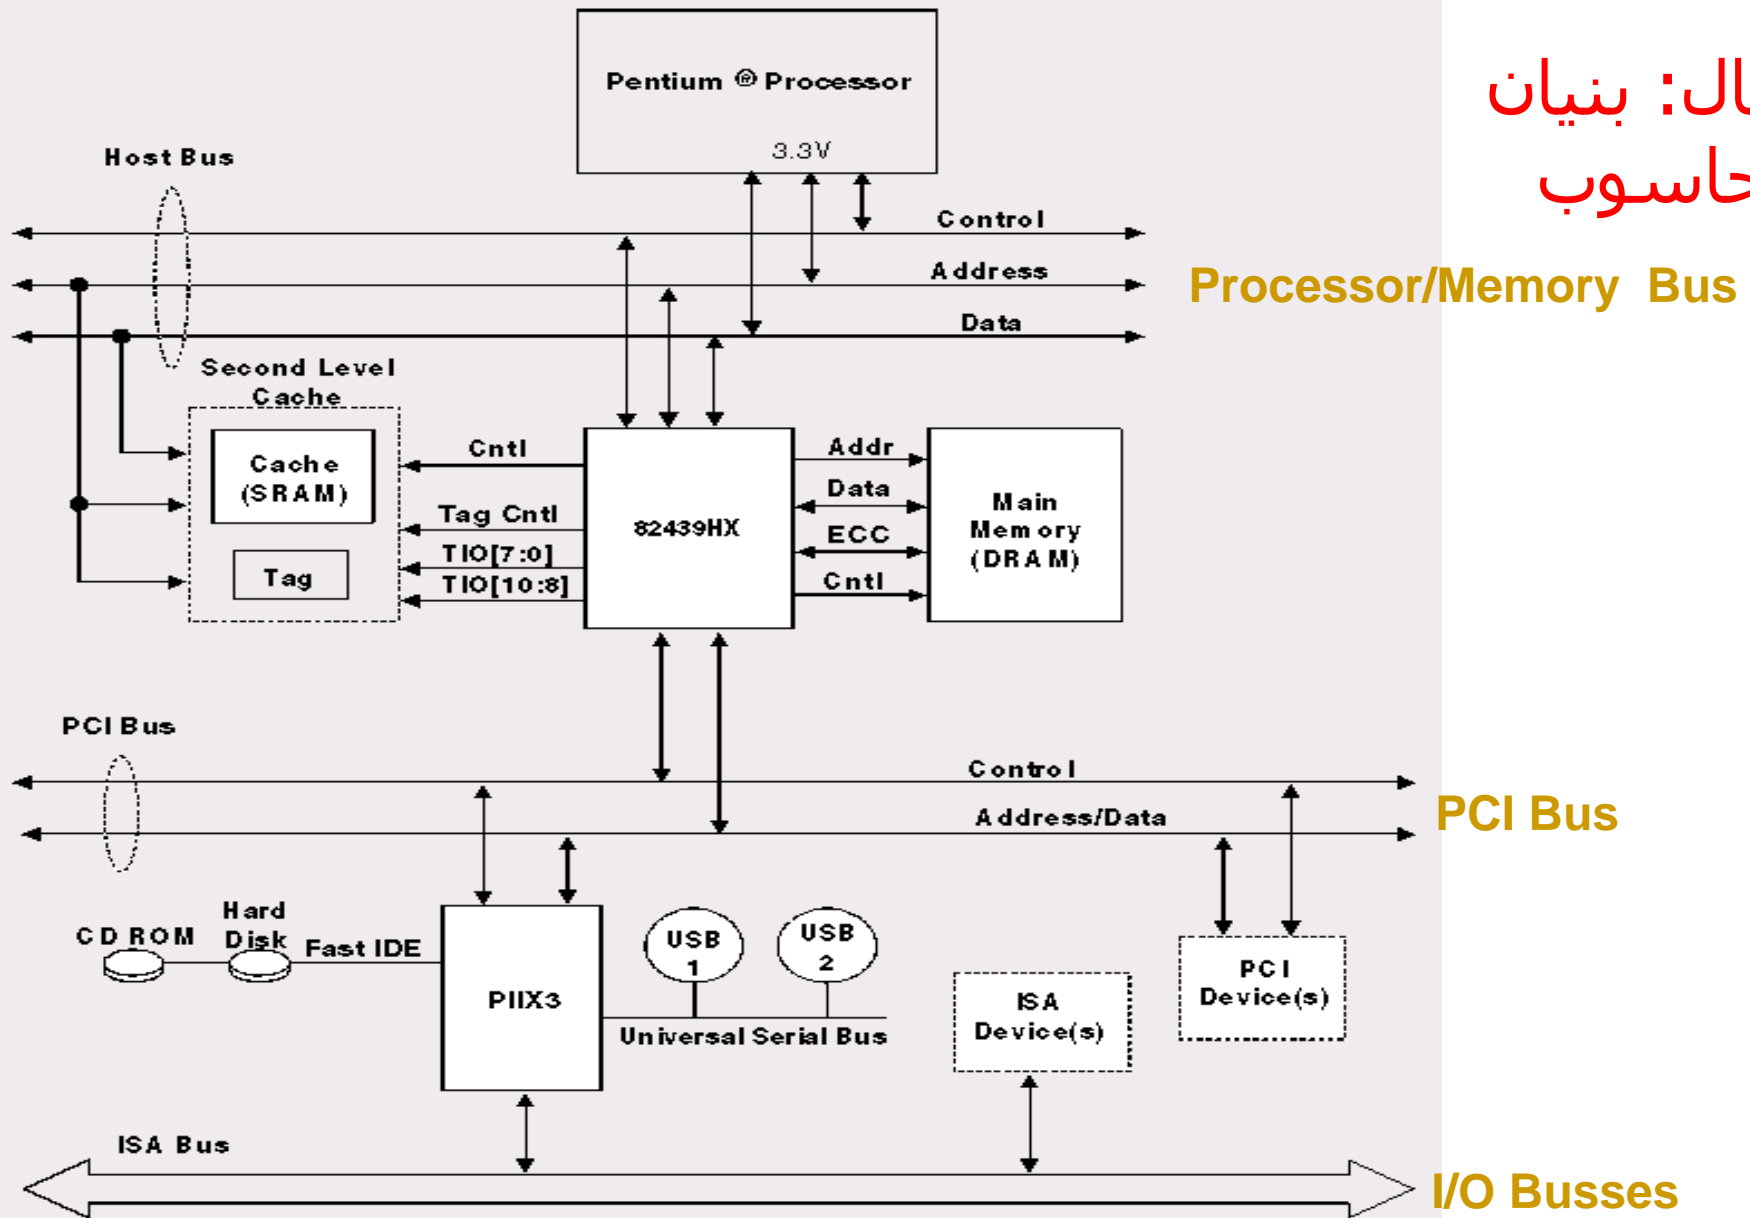 Pentium ® Processor
3.3V
بنيان :
Host Bus
Control
Address
Data
Processor/Memory Bus
Second Level
Cache
Cache
(SRAM)
Tag
Cntl
Tag Cntl
TIO[7:0]
TIO[10:8]
82439HX
Addr
Data
ECC
Cntl
Main
Memory
(DRAM)
PCI Bus
Control
Address/Data
PCI Bus
CD ROM
Hard
Disk
Fast IDE
PIIX3
USB
1
USB
2
Universal Serial Bus
ISA
Device(s)
PCI
Device(s)
ISA Bus
I/O Busses